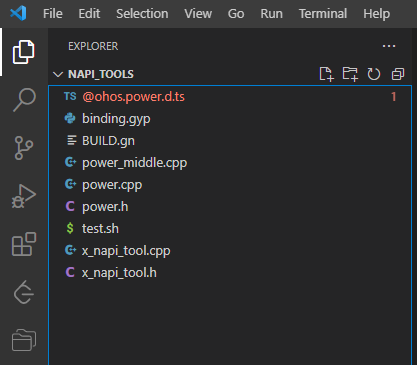 File Edit Selection View Go Run Terminal Help
EXPLORER ...
NAPI_TOOLS
TS @ohos.power.d.ts 1
binding.gyp
BUILD.gn
C++ power_middle.cpp
C++ power.cpp
C power.h
$ test.sh
C++ x_napi_tool.cpp
C x_napi_tool.h